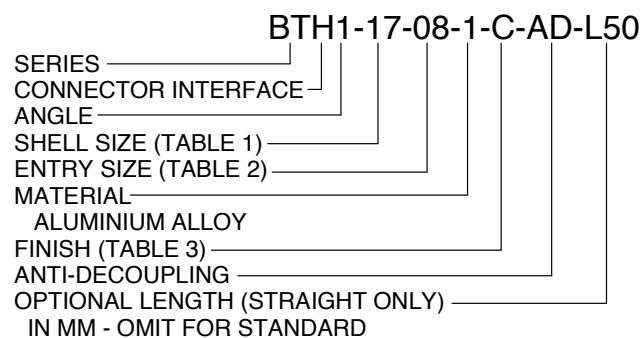 BTH1-17-08-1-C-AD-L50
SERIES
CONNECTOR INTERFACE
ANGLE
SHELL SIZE (TABLE 1)
ENTRY SIZE (TABLE 2)
MATERIAL
ALUMINIUM ALLOY
FINISH (TABLE 3)
ANTI-DECOUPLING
OPTIONAL LENGTH (STRAIGHT ONLY)
IN MM - OMIT FOR STANDARD